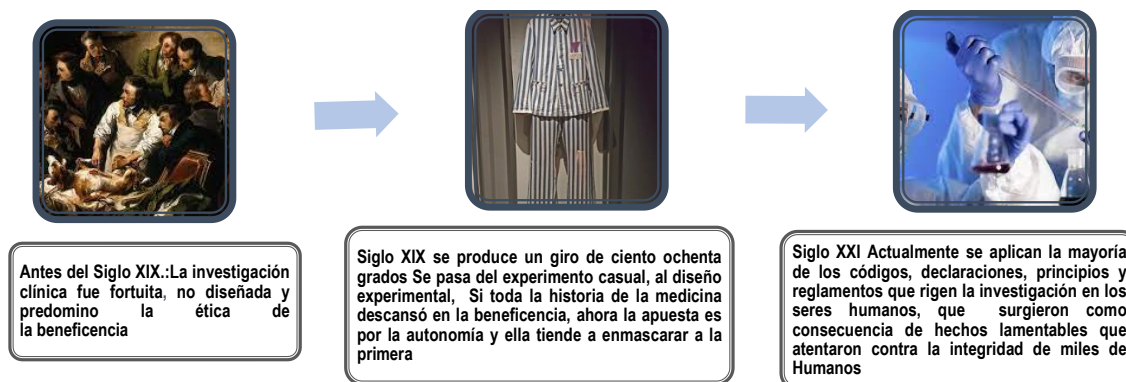 Antes del Siglo XIX.:La investigación
clínica fue fortuita, no diseñada y
predomino la ética de
la beneficencia
Siglo XIX se produce un giro de ciento ochenta
grados Se pasa del experimento casual, al diseño
experimental, Si toda la historia de la medicina
descansó en la beneficencia, ahora la apuesta es
por la autonomía y ella tiende a enmascarar a la
primera
Siglo XXI Actualmente se aplican la mayoría
de los códigos, declaraciones, principios y
reglamentos que rigen la investigación en los
seres humanos, que surgieron como
consecuencia de hechos lamentables que
atentaron contra la integridad de miles de
Humanos